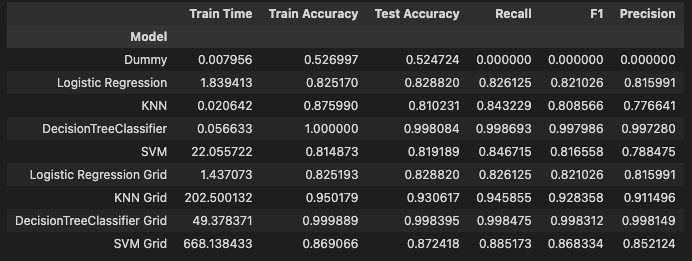 Train Time Train Accuracy Test Accuracy Recall F1 Precision
Model
Dummy 0.007956 0.526997 0.524724 0.000000 0.000000 0.000000
Logistic Regression 1.839413 0.825170 0.828820 0.826125 0.821026 0.815991
KNN 0.020642 0.875990 0.810231 0.843229 0.808566 0.776641
DecisionTreeClassifier 0.056633 1.000000 0.998084 0.998693 0.997986 0.997280
SVM 22.055722 0.814873 0.819189 0.846715 0.816558 0.788475
Logistic Regression Grid 1.437073 0.825193 0.828820 0.826125 0.821026 0.815991
KNN Grid 202.500132 0.950179 0.930617 0.945855 0.928358 0.911496
DecisionTreeClassifier Grid 49.378371 0.999889 0.998395 0.998475 0.998312 0.998149
SVM Grid 668.138433 0.869066 0.872418 0.885173 0.868334 0.852124